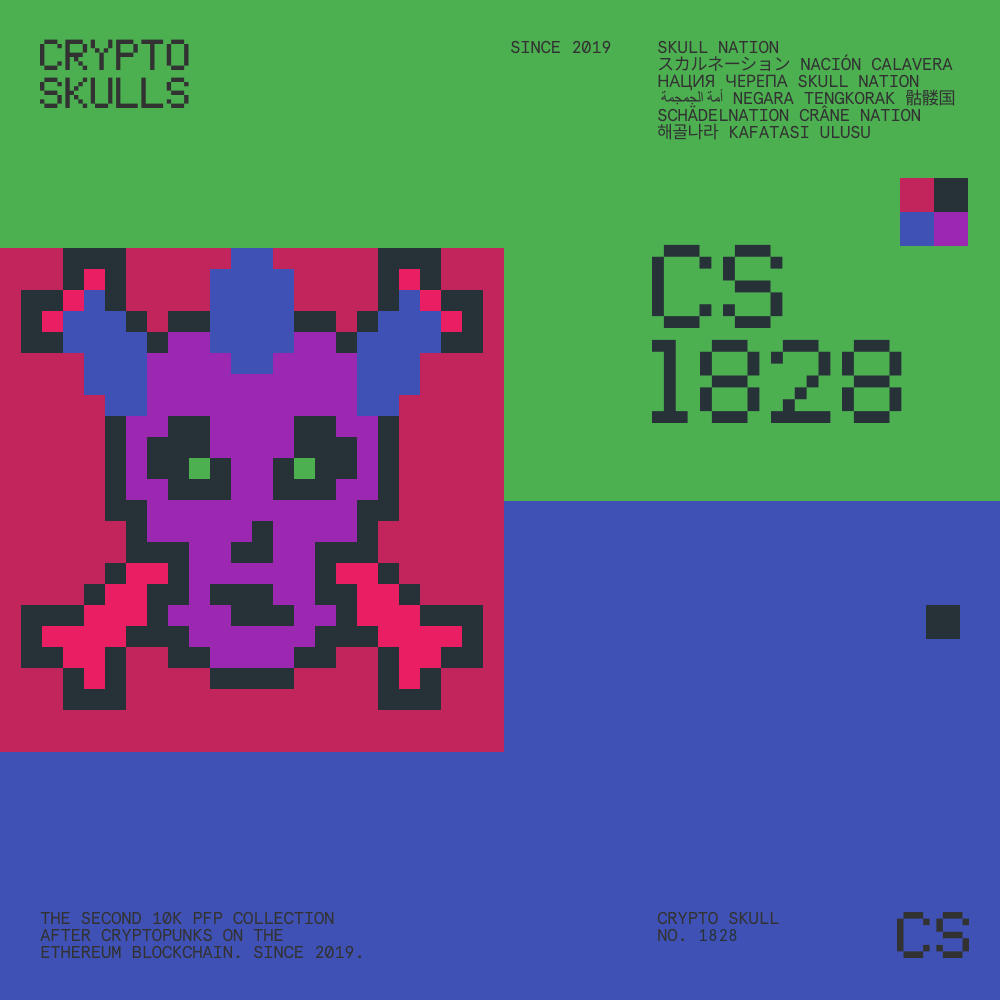 CRYPTO
SKULLS
SINCE 2019
SKULL NATION
スカルネーション NACIÓN CALAVERA
НАЦИЯ ЧЕРЕПА SKULL NATION
أمة الجمجمة NEGARA TENGKORAK 骷髅国
SCHÄDELNATION CRÂNE NATION
해골나라 KAFATASI ULUSU
CS
1828
THE SECOND 10K PFP COLLECTION
AFTER CRYPTOPUNKS ON THE
ETHEREUM BLOCKCHAIN. SINCE 2019.
CRYPTO SKULL
NO. 1828
CS